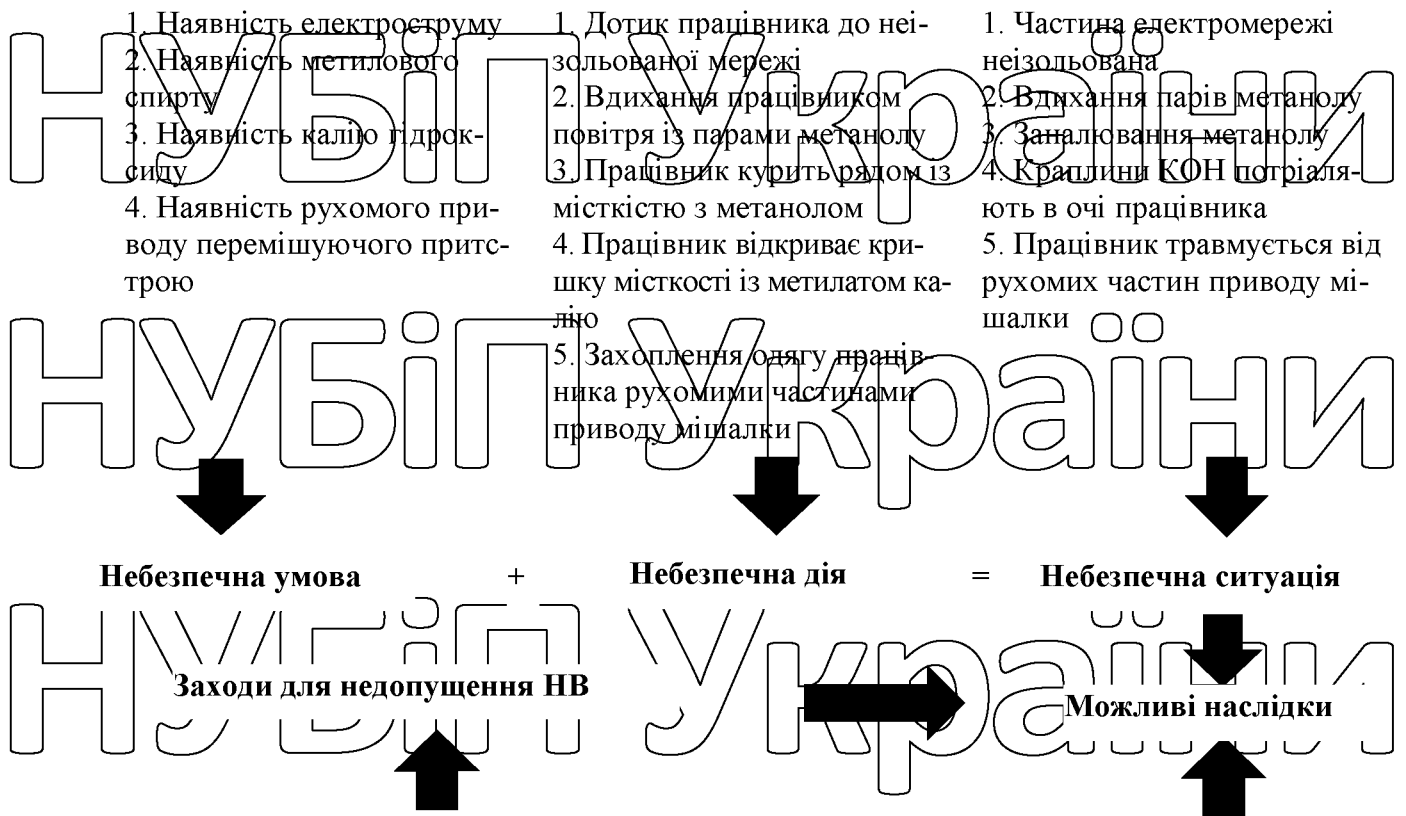 1. Наявність електроструму
2. Наявність метилового
спирту
3. Наявність калію гідрок-
сиду
4. Наявність рухомого при-
воду перемішуючого притс-
трою
1. Дотик працівника до неі-
зольованої мережі
2. Вдихання працівником
повітря із парами метанолу
3. Працівник курить рядом із
місткістю з метанолом
4. Працівник відкриває кри-
шку місткості із метилатом ка-
лію
5. Захоплення одягу праців-
ника рухомими частинами
приводу мішалки
1. Частина електромережі
неізольована
2. Вдихання парів метанолу
3. Запалювання метанолу
4. Краплини КОН потріаля-
ють в очі працівника
5. Працівник травмується від
рухомих частин приводу мі-
шалки
Небезпечна умова + Небезпечна дія = Небезпечна ситуація
Заходи для недопущення НВ
Можливі наслідки
НУБіП України
НУБіП України
НУБіП України